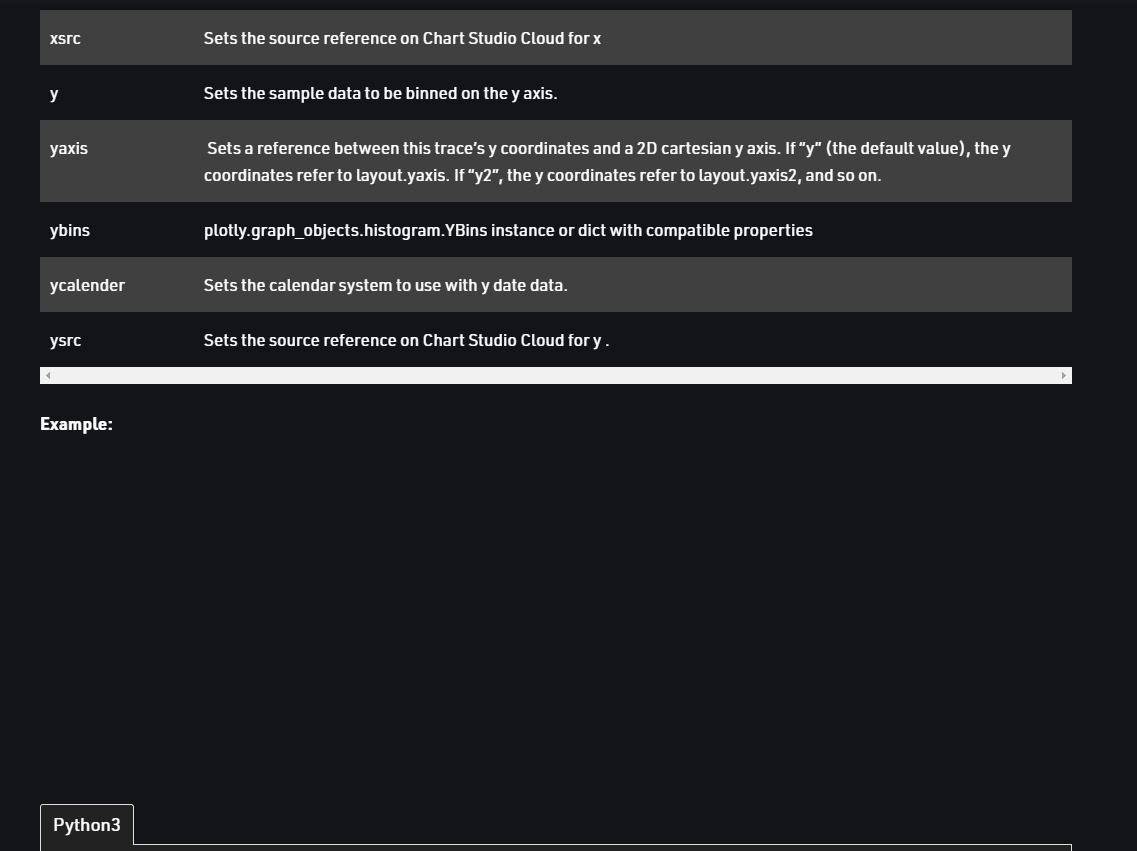 xsrc Sets the source reference on Chart Studio Cloud for x
y Sets the sample data to be binned on the y axis.
yaxis Sets a reference between this trace’s y coordinates and a 2D cartesian y axis. If “y” (the default value), the y
coordinates refer to layout.yaxis. If “y2”, the y coordinates refer to layout.yaxis2, and so on.
ybins plotly.graph_objects.histogram.YBins instance or dict with compatible properties
ycalender Sets the calendar system to use with y date data.
ysrc Sets the source reference on Chart Studio Cloud for y .
Example:
Python3